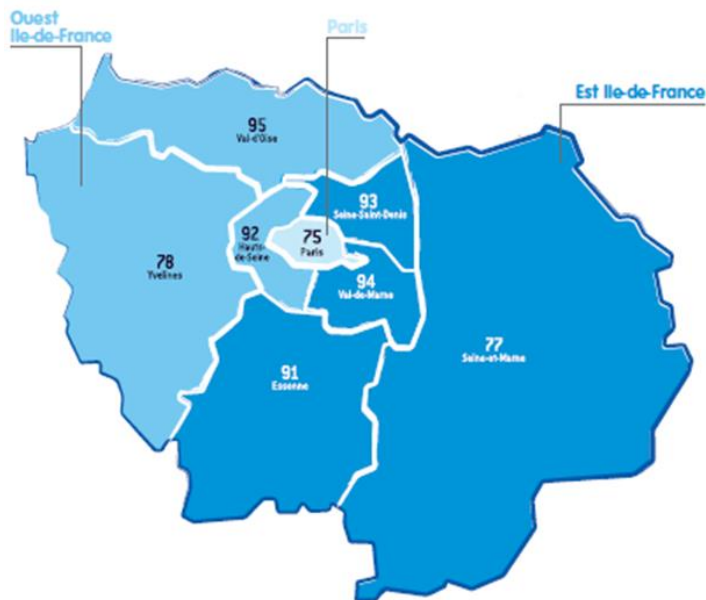 Ouest
Ile-de-France
Paris
Est Ile-de-France
95
Val-d'Oise
93
Seine-Saint-Denis
92
Hauts-
de-Seine
75
Paris
78
Yvelines
94
Val-de-Marne
77
Seine-et-Marne
91
Essonne